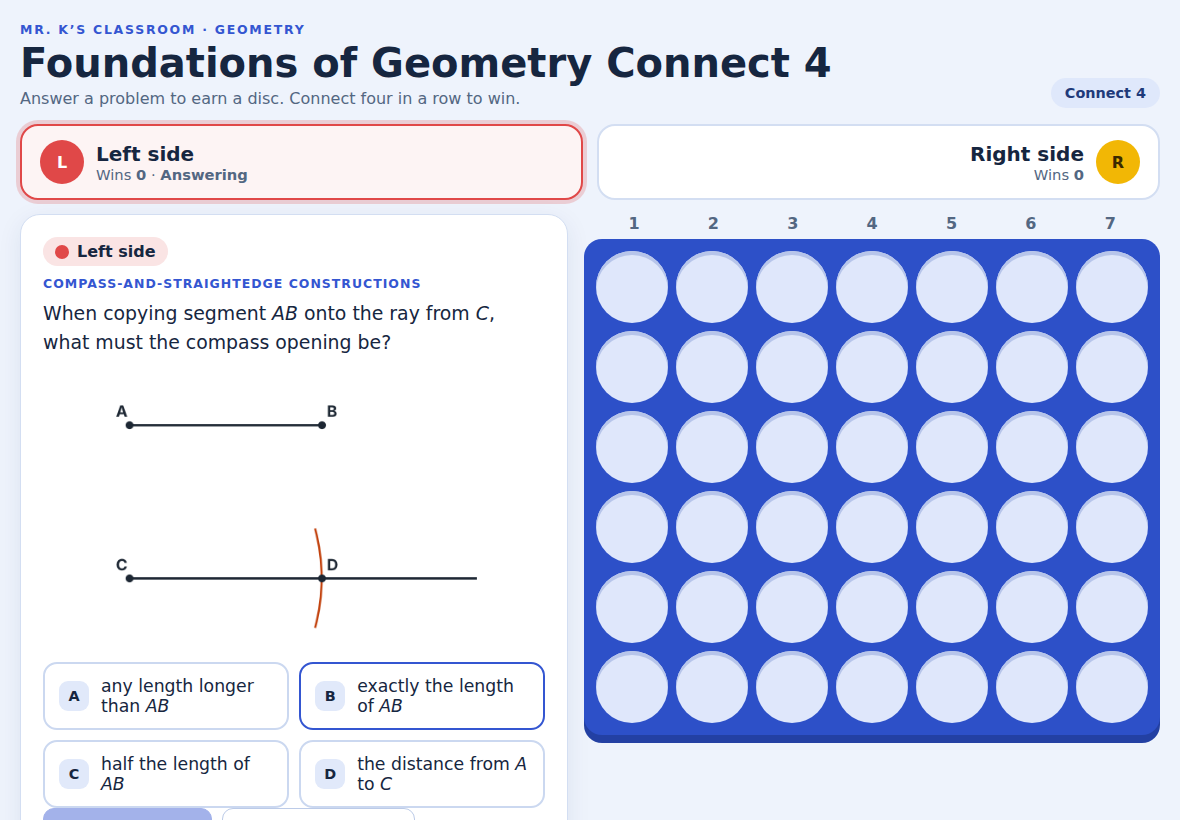 MR. K’S CLASSROOM · GEOMETRY
Foundations of Geometry Connect 4
Answer a problem to earn a disc. Connect four in a row to win.
Connect 4
L
Left side
Wins 0 · Answering
Right side
Wins 0
R
Left side
COMPASS-AND-STRAIGHTEDGE CONSTRUCTIONS
When copying segment AB onto the ray from C,
what must the compass opening be?
A B
C D
A any length longer
than AB
B exactly the length
of AB
C half the length of
AB
D the distance from A
to C
1 2 3 4 5 6 7